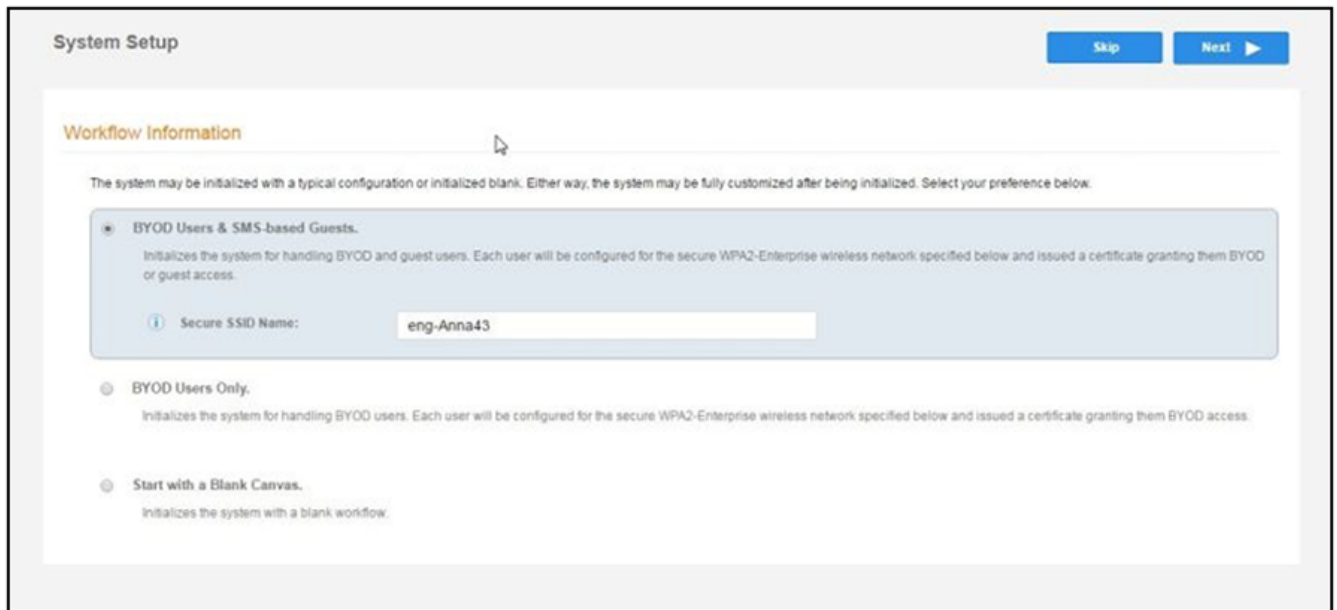 System Setup
Skip
Next
Workflow Information
The system may be initialized with a typical configuration or initialized blank. Either way, the system may be fully customized after being initialized. Select your preference below.
BYOD Users & SMS-based Guests.
Initializes the system for handling BYOD and guest users. Each user will be configured for the secure WPA2-Enterprise wireless network specified below and issued a certificate granting them BYOD
or guest access.
Secure SSID Name:
eng-Anna43
BYOD Users Only.
Initializes the system for handling BYOD users. Each user will be configured for the secure WPA2-Enterprise wireless network specified below and issued a certificate granting them BYOD access.
Start with a Blank Canvas.
Initializes the system with a blank workflow.